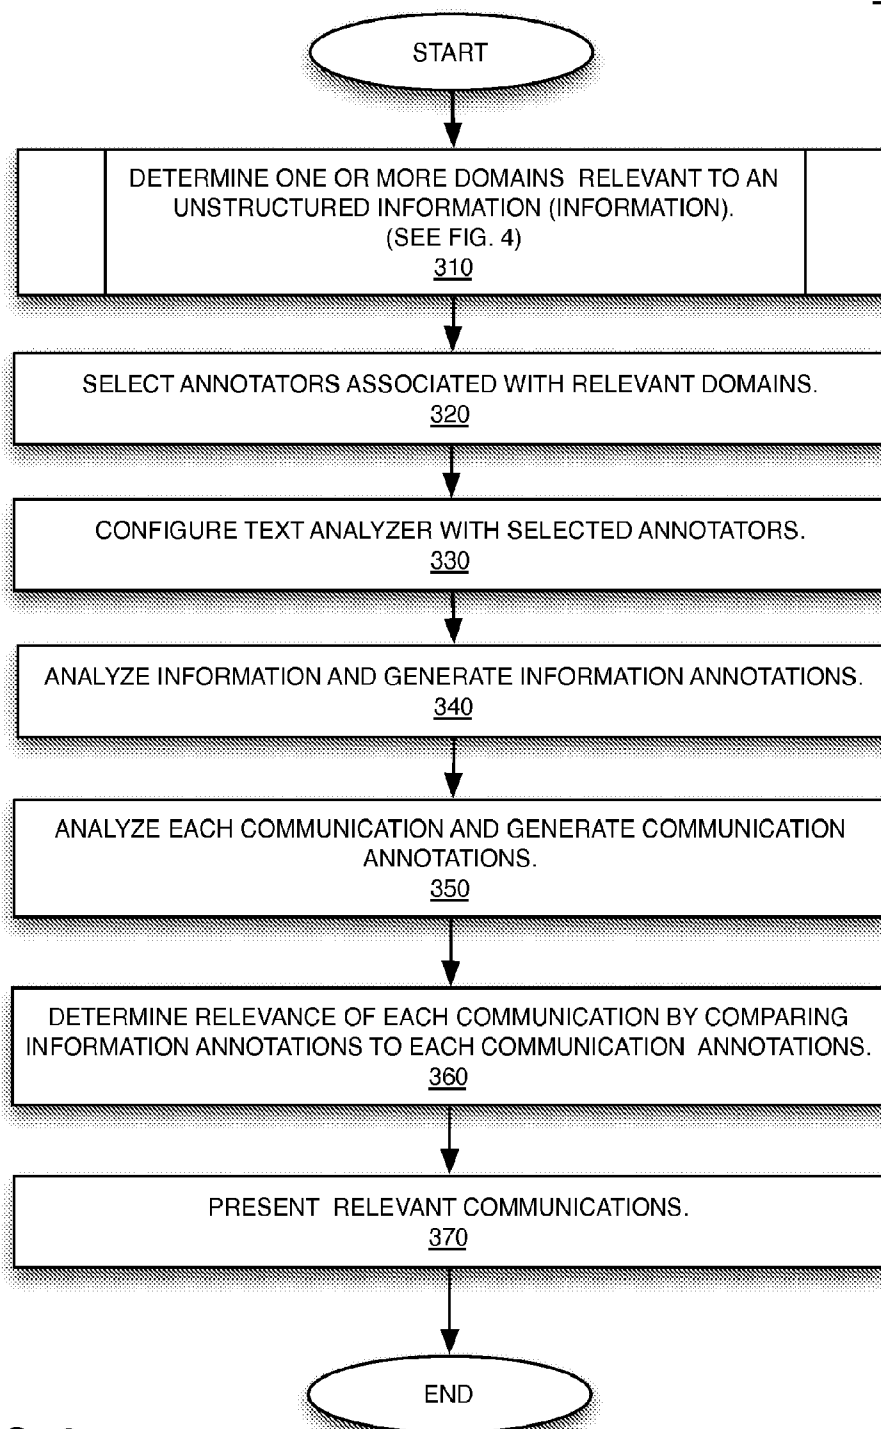 START
DETERMINE ONE OR MORE DOMAINS RELEVANT TO AN
UNSTRUCTURED INFORMATION (INFORMATION).
(SEE FIG. 4)
310
SELECT ANNOTATORS ASSOCIATED WITH RELEVANT DOMAINS.
320
CONFIGURE TEXT ANALYZER WITH SELECTED ANNOTATORS.
330
ANALYZE INFORMATION AND GENERATE INFORMATION ANNOTATIONS.
340
ANALYZE EACH COMMUNICATION AND GENERATE COMMUNICATION
ANNOTATIONS.
350
DETERMINE RELEVANCE OF EACH COMMUNICATION BY COMPARING
INFORMATION ANNOTATIONS TO EACH COMMUNICATION ANNOTATIONS.
360
PRESENT RELEVANT COMMUNICATIONS.
370
END